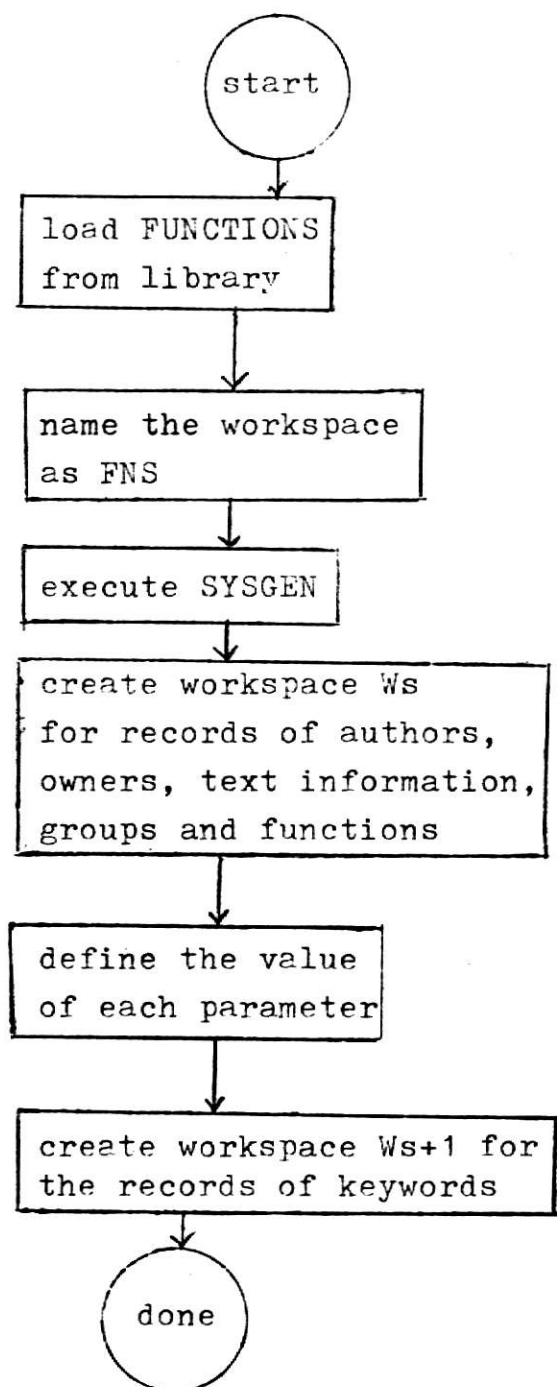 start
load FUNCTIONS
from library
name the workspace
as FNS
execute SYSGEN
create workspace Ws
for records of authors,
owners, text information,
groups and functions
define the value
of each parameter
create workspace Ws+1 for
the records of keywords
done